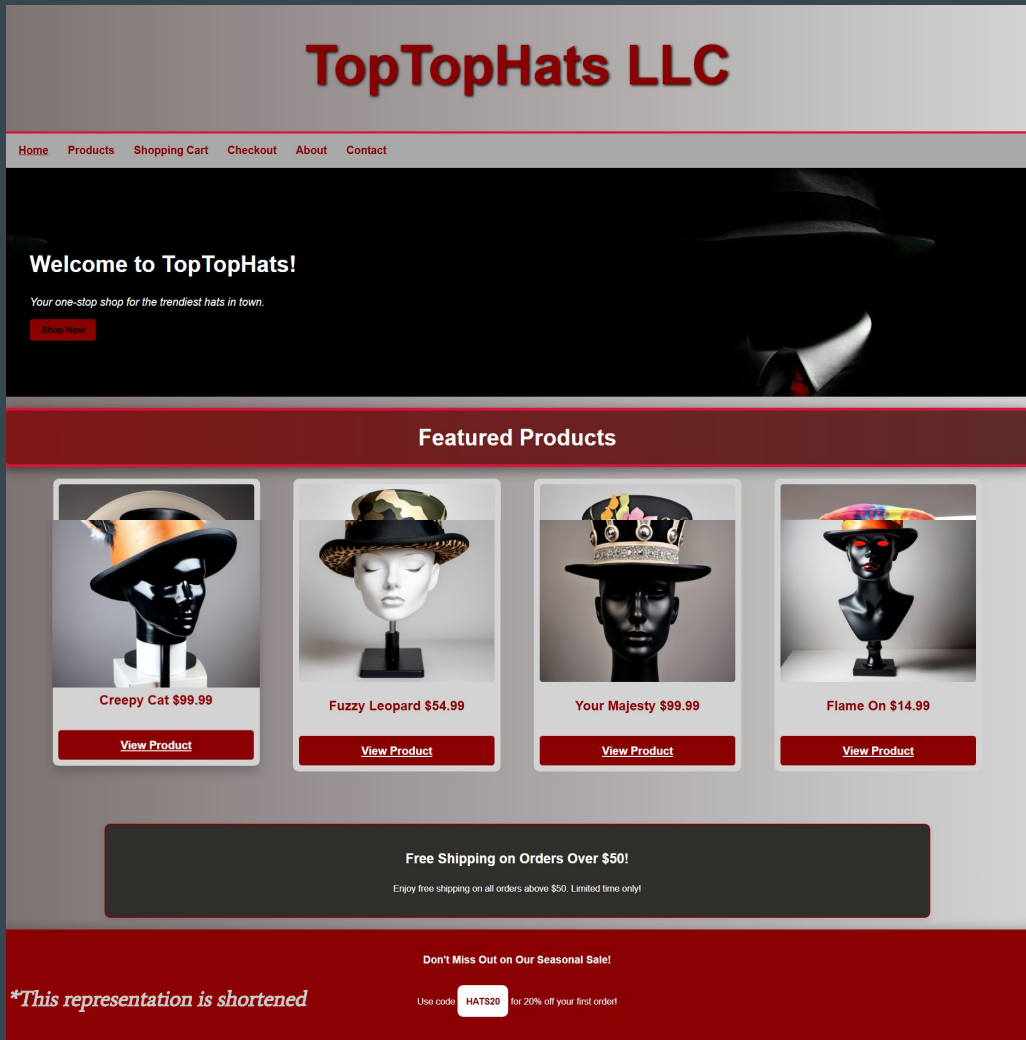 TopTopHats LLC
Home Products Shopping Cart Checkout About Contact
Welcome to TopTopHats!
Your one-stop shop for the trendiest hats in town.
Shop Now
Featured Products
Creepy Cat $99.99
View Product
Fuzzy Leopard $54.99
View Product
Your Majesty $99.99
View Product
Flame On $14.99
View Product
Free Shipping on Orders Over $50!
Enjoy free shipping on all orders above $50. Limited time only!
Don't Miss Out on Our Seasonal Sale!
*This representation is shortened
Use code HATS20 for 20% off your first order!